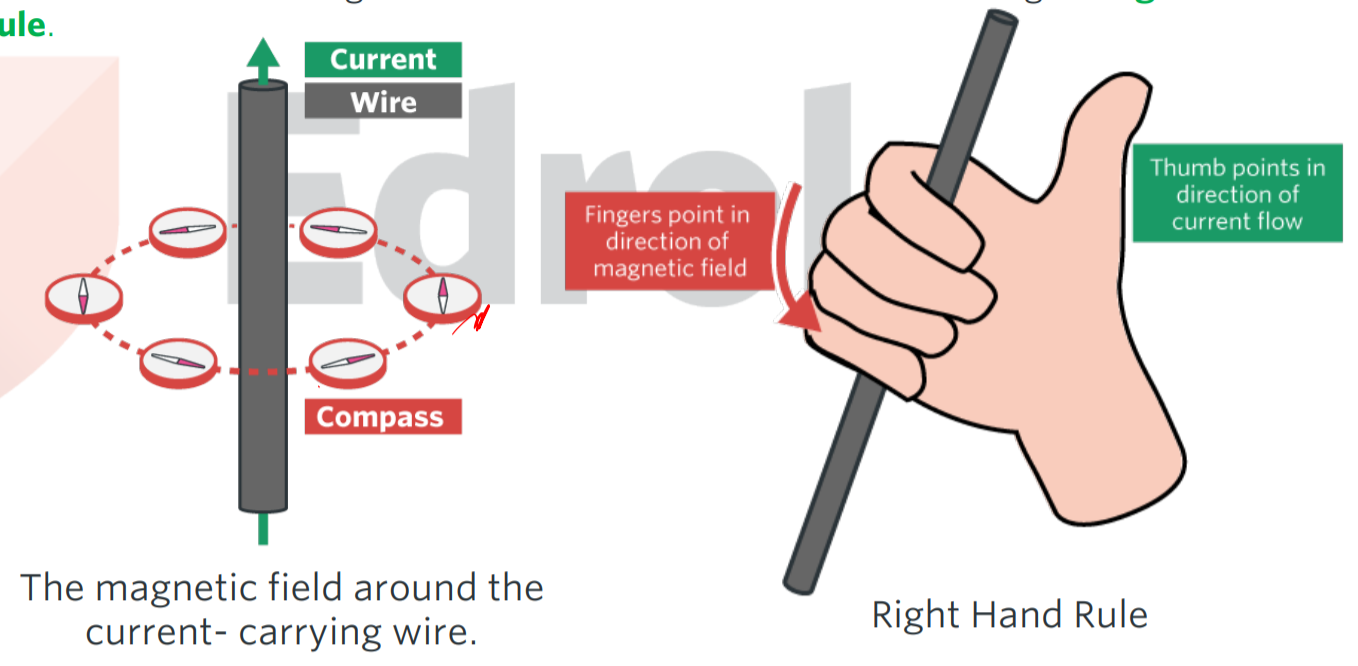 ule.
Current
Wire
Edrol
Fingers point in
direction of
magnetic field
Thumb points in
direction of
current flow
Compass
The magnetic field around the
current- carrying wire.
Right Hand Rule